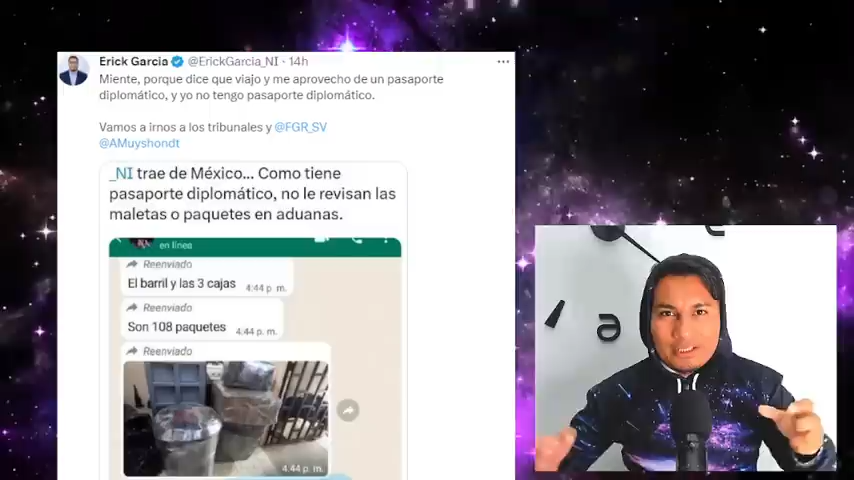 Erick Garcia @ErickGarcia_NI · 14h
Miente, porque dice que viajo y me aprovecho de un pasaporte
diplomático, y yo no tengo pasaporte diplomático.
Vamos a irnos a los tribunales y @FGR_SV
@AMuyshondt
_NI trae de México... Como tiene
pasaporte diplomático, no le revisan las
maletas o paquetes en aduanas.
en línea
Reenviado
El barril y las 3 cajas 4:44 p. m.
Reenviado
Son 108 paquetes 4:44 p. m.
Reenviado
4:44 p. m.